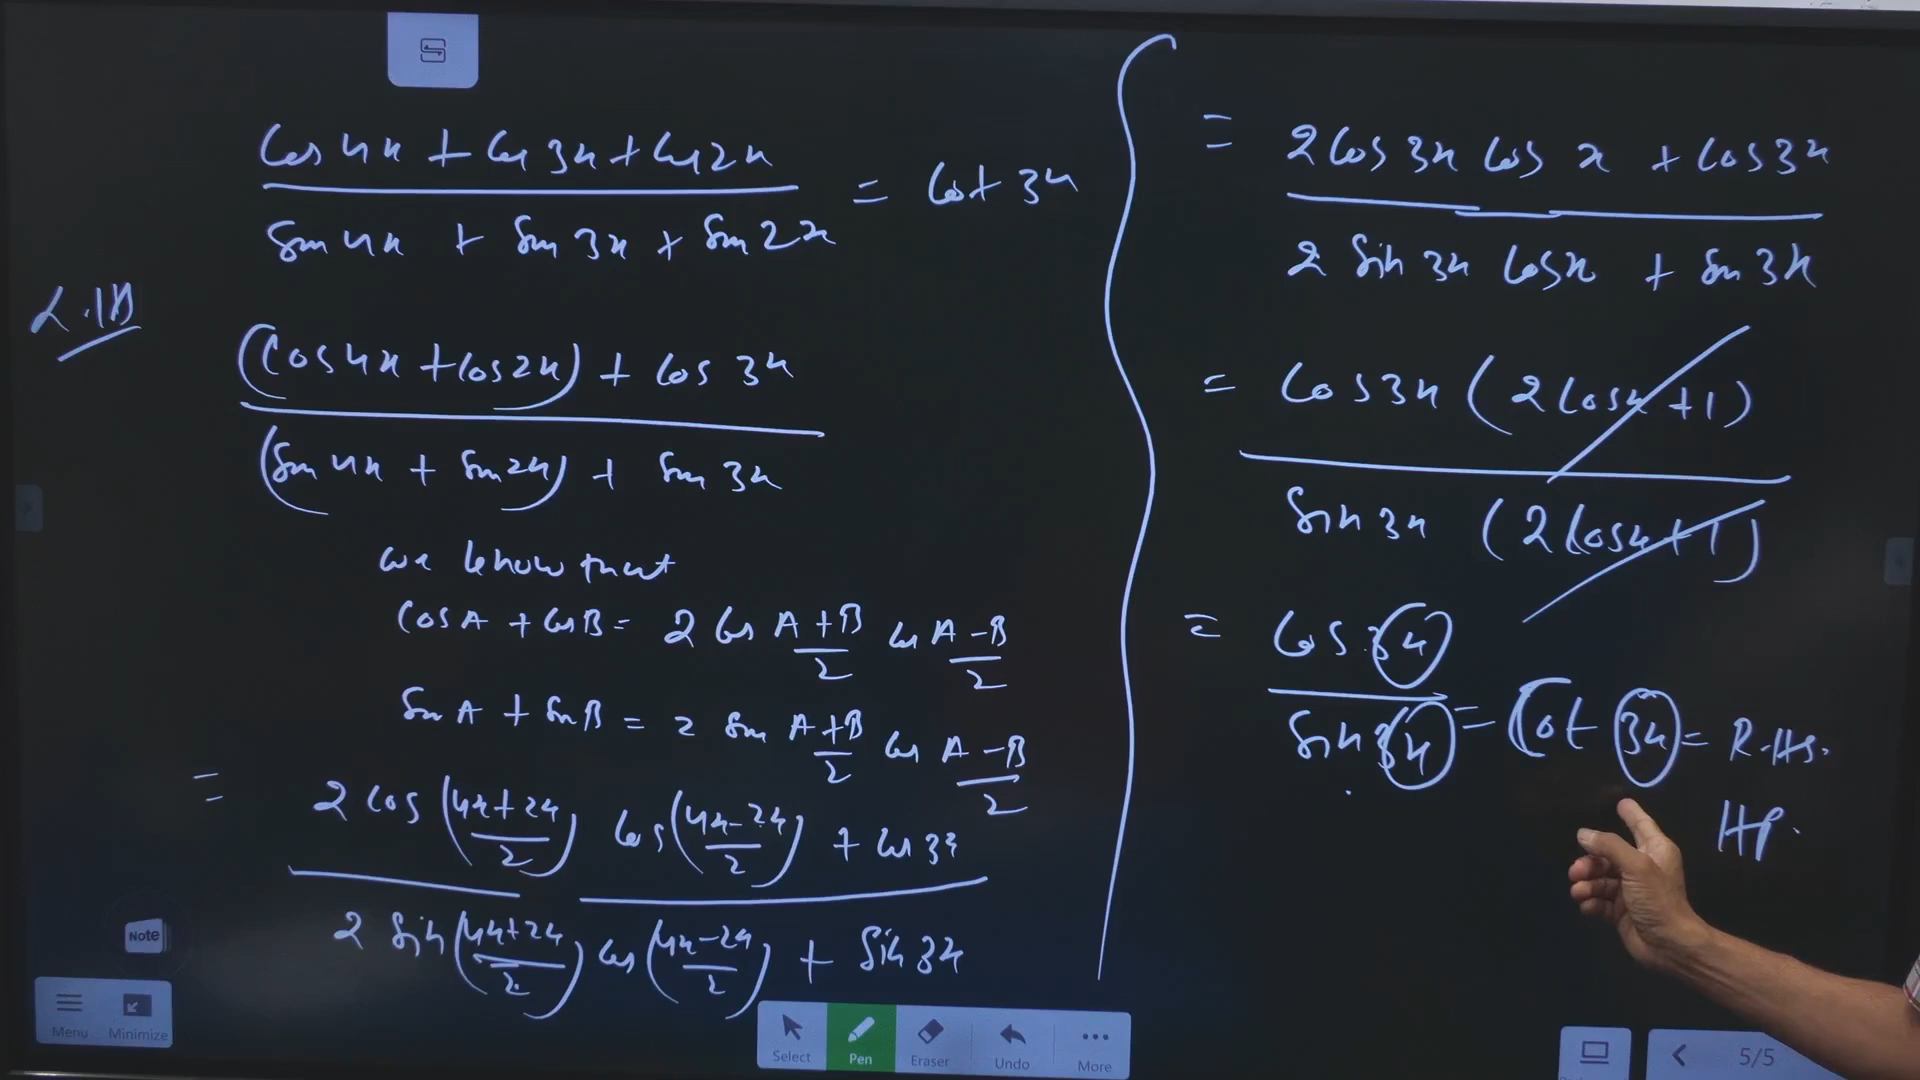 Cos 4x + Cos 3x + Cos 2x
Sin 4x + Sin 3x + Sin 2x
= Cot 3x
L.H
(Cos 4x + Cos 2x) + Cos 3x
(Sin 4x + Sin 2x) + Sin 3x
we know that
Cos A + Cos B = 2 Cos A + B / 2 Cos A - B / 2
Sin A + Sin B = 2 Sin A + B / 2 Cos A - B / 2
= 2 Cos (4x + 2x / 2) Cos (4x - 2x / 2) + Cos 3x
2 Sin (4x + 2x / 2) Cos (4x - 2x / 2) + Sin 3x
= 2 Cos 3x Cos x + Cos 3x
2 Sin 3x Cos x + Sin 3x
= Cos 3x (2 Cos x + 1)
Sin 3x (2 Cos x + 1)
= Cos 3x
Sin 3x = Cot 3x = R.H.S.
HP.
Note
Menu Minimize
Select Pen Eraser Undo More
5/5